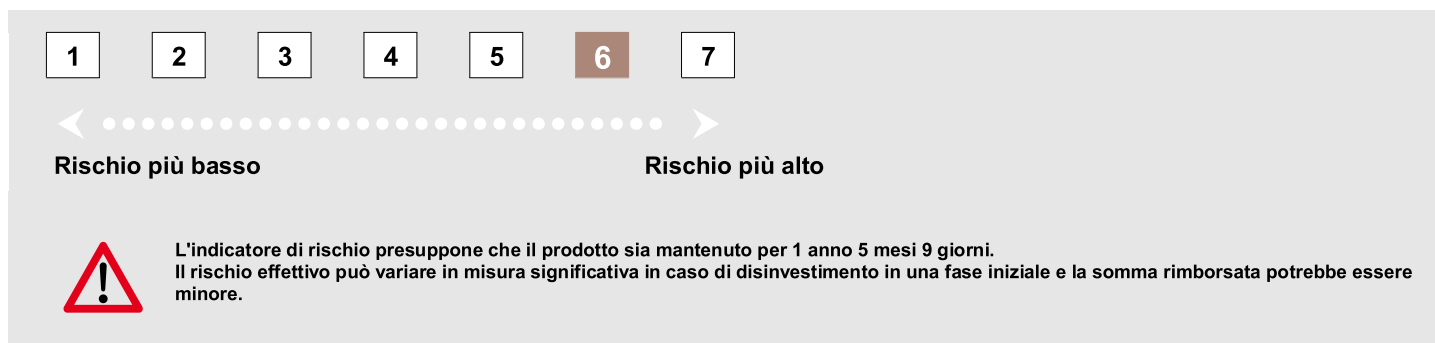 1 2 3 4 5 6 7
Rischio più basso Rischio più alto
L'indicatore di rischio presuppone che il prodotto sia mantenuto per 1 anno 5 mesi 9 giorni.
Il rischio effettivo può variare in misura significativa in caso di disinvestimento in una fase iniziale e la somma rimborsata potrebbe essere
minore.